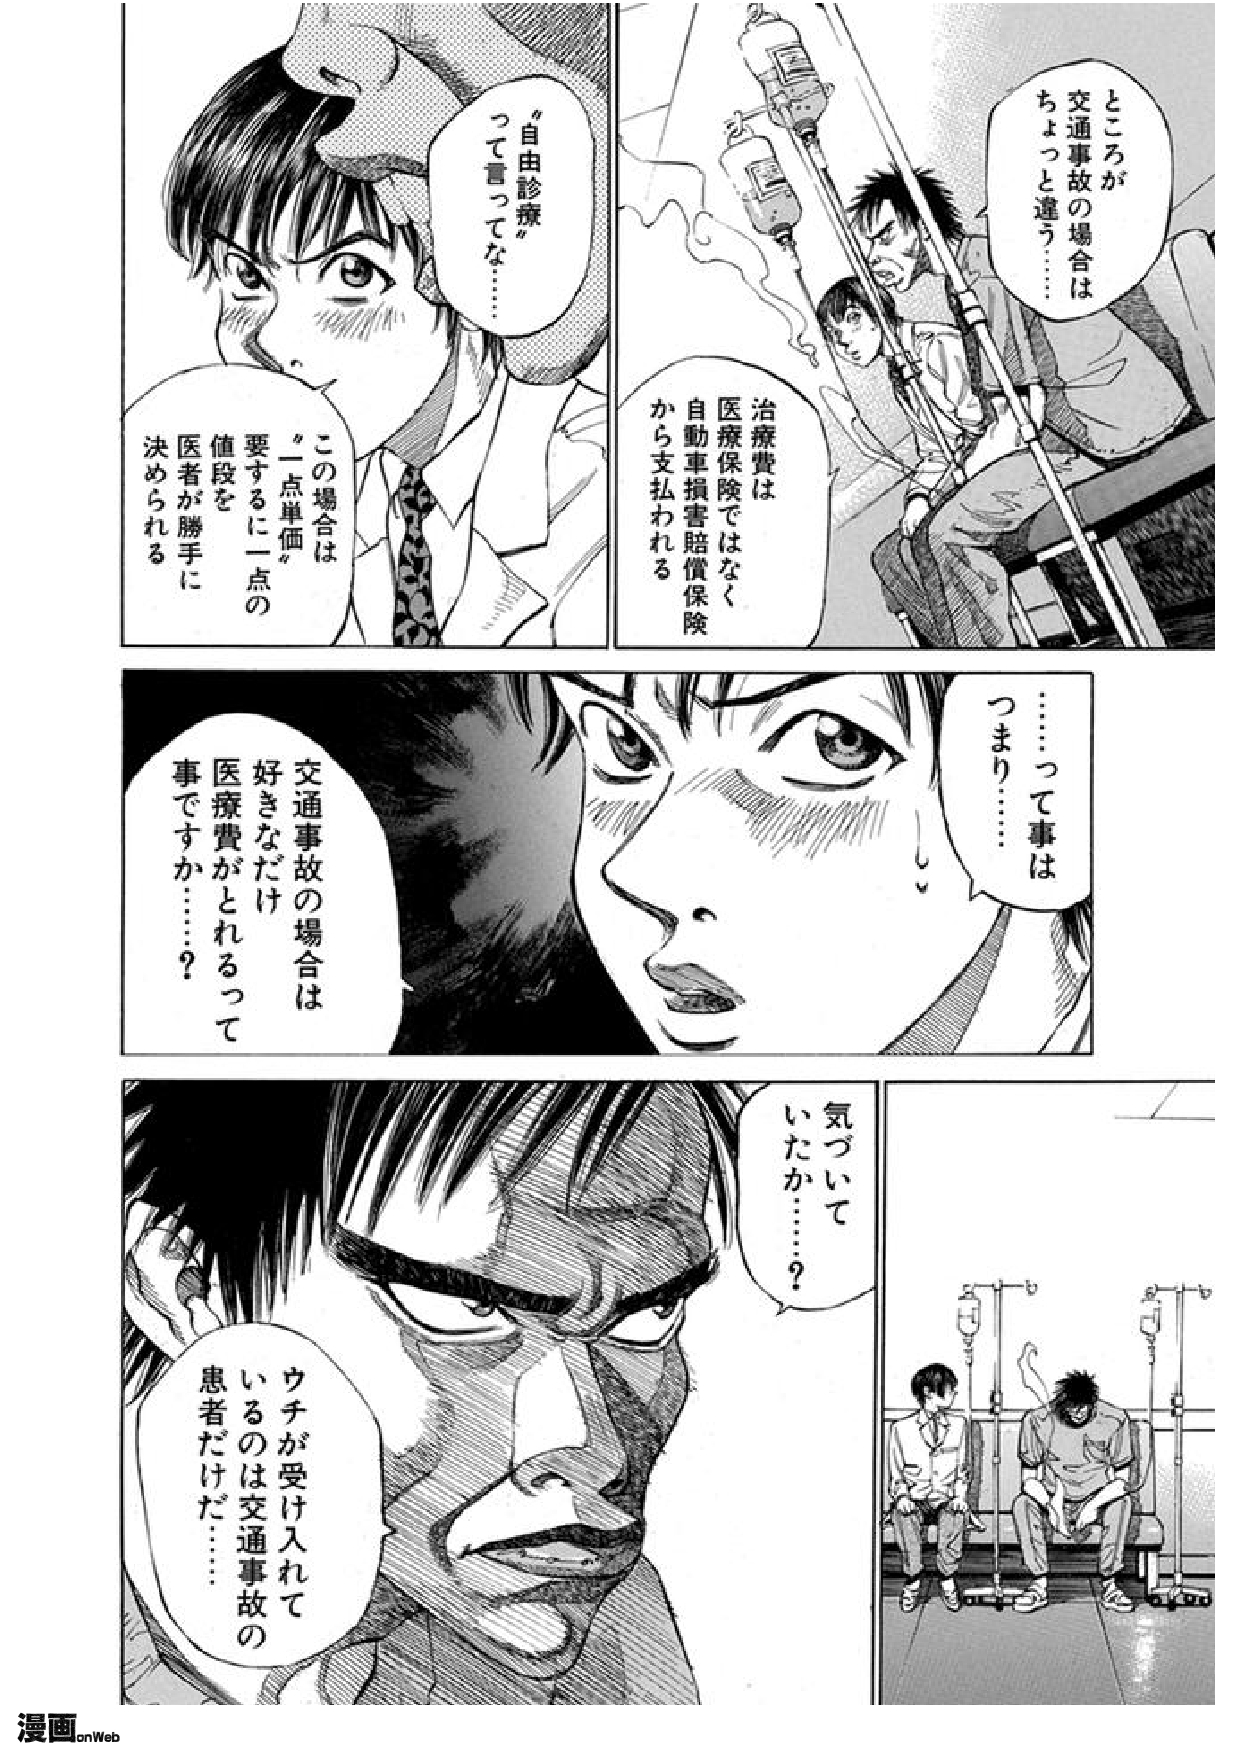 ところが
交通事故の場合は
ちょっと違う……
治療費は
医療保険ではなく
自動車損害賠償保険
から支払われる
〝自由診療〟
って言ってな……
この場合は
〝一点単価〟
要するに一点の
値段を
医者が勝手に
決められる
……って事は
つまり……
交通事故の場合は
好きなだけ
医療費がとれるって
事ですか……？
気づいて
いたか……？
ウチが受け入れて
いるのは交通事故の
患者だけだ……
漫画onWeb